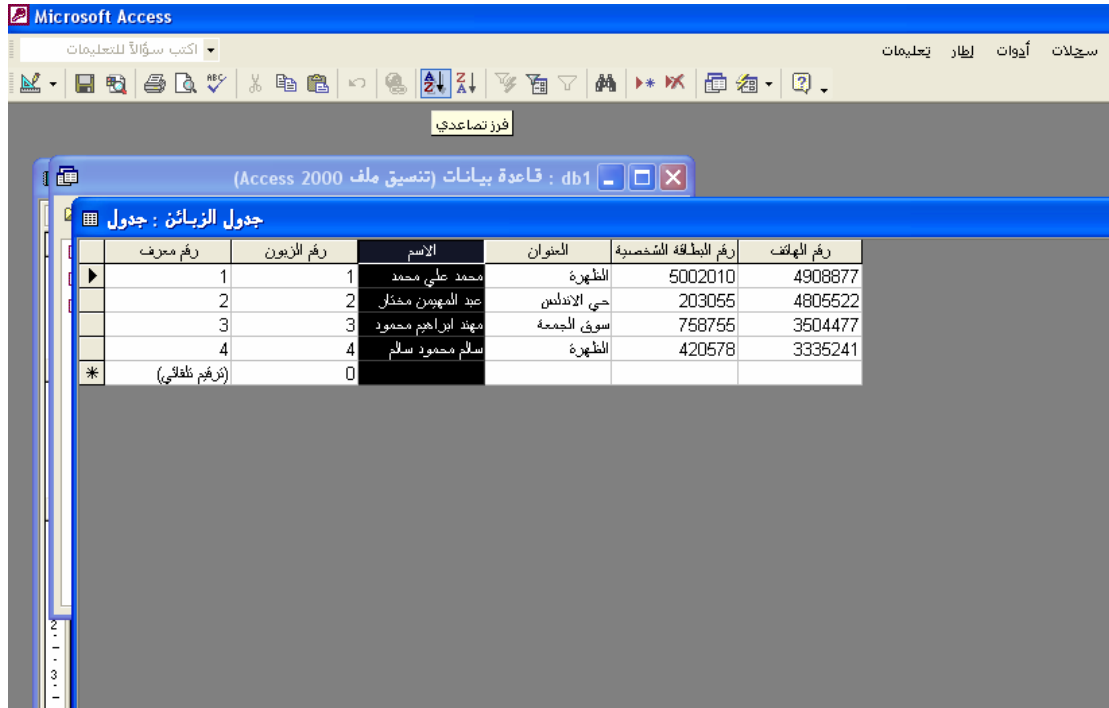 Microsoft Access
سجلات أدوات إطار تعليمات اكتب سؤالاً للتعليمات
فرز تصاعدي
db1 : قاعدة بيانات (تنسيق ملف Access 2000)
جدول الزبائن : جدول
رقم معرف رقم الزبون الاسم العنوان رقم البطاقة الشخصية رقم الهاتف
1 1 محمد علي محمد الظهرة 5002010 4908877
2 2 عبد المهيمن مختار حي الاندلس 203055 4805522
3 3 مهند ابراهيم محمود سوق الجمعة 758755 3504477
4 4 سالم محمود سالم الظهرة 420578 3335241
(ترقيم تلقائي) 0
2
3